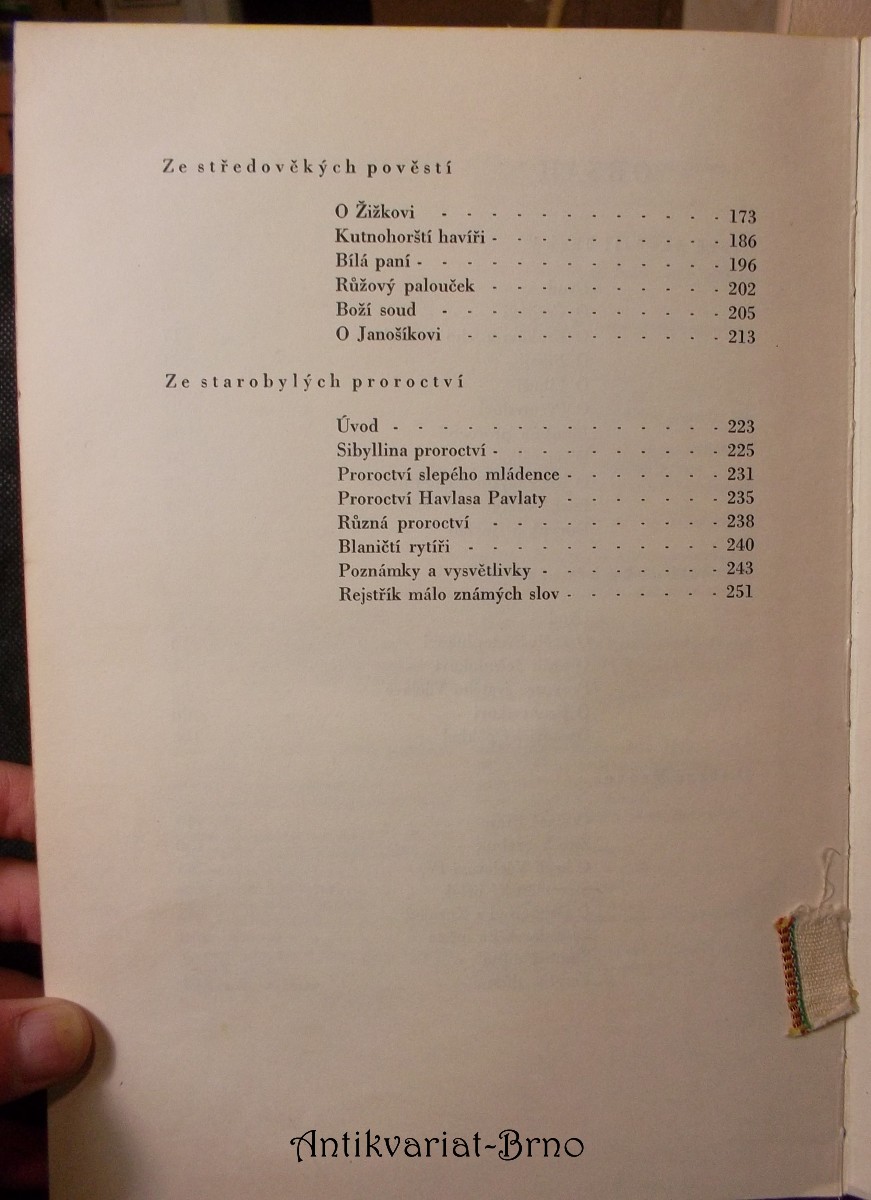 Ze středověkých pověstí
O Žižkovi - - - - - - - - - - - - 173
Kutnohorští havíři - - - - - - - - - - 186
Bílá paní - - - - - - - - - - - - - 196
Růžový palouček - - - - - - - - - - 202
Boží soud - - - - - - - - - - - - 205
O Janošíkovi - - - - - - - - - - - 213
Ze starobylých proroctví
Úvod - - - - - - - - - - - - - - 223
Sibyllina proroctví - - - - - - - - - - 225
Proroctví slepého mládence - - - - - - - 231
Proroctví Havlasa Pavlaty - - - - - - - 235
Různá proroctví - - - - - - - - - - 238
Blaničtí rytíři - - - - - - - - - - - 240
Poznámky a vysvětlivky - - - - - - - - 243
Rejstřík málo známých slov - - - - - - - 251
Antikvariat-Brno